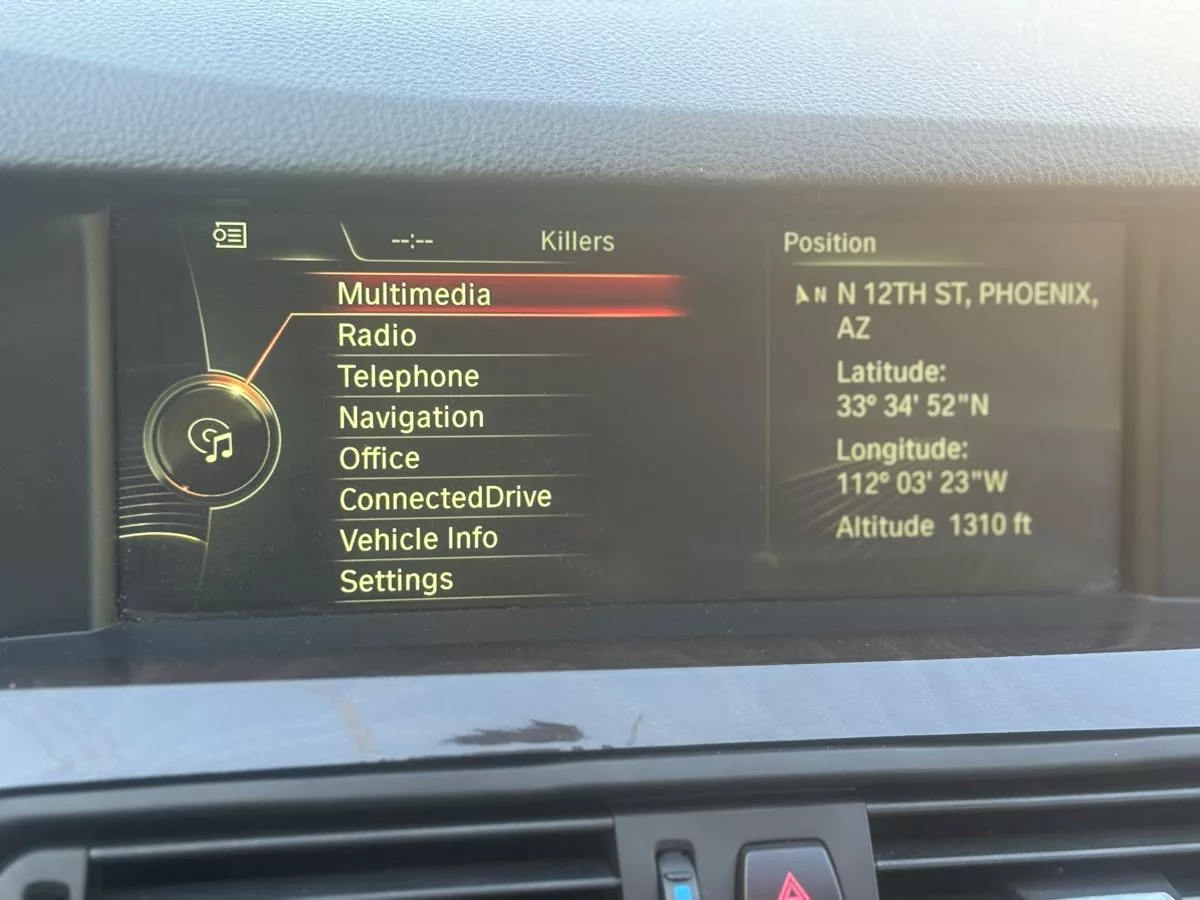 --:--
Killers
Multimedia
Radio
Telephone
Navigation
Office
ConnectedDrive
Vehicle Info
Settings
Position
N N 12TH ST, PHOENIX,
AZ
Latitude:
33° 34' 52"N
Longitude:
112° 03' 23"W
Altitude 1310 ft